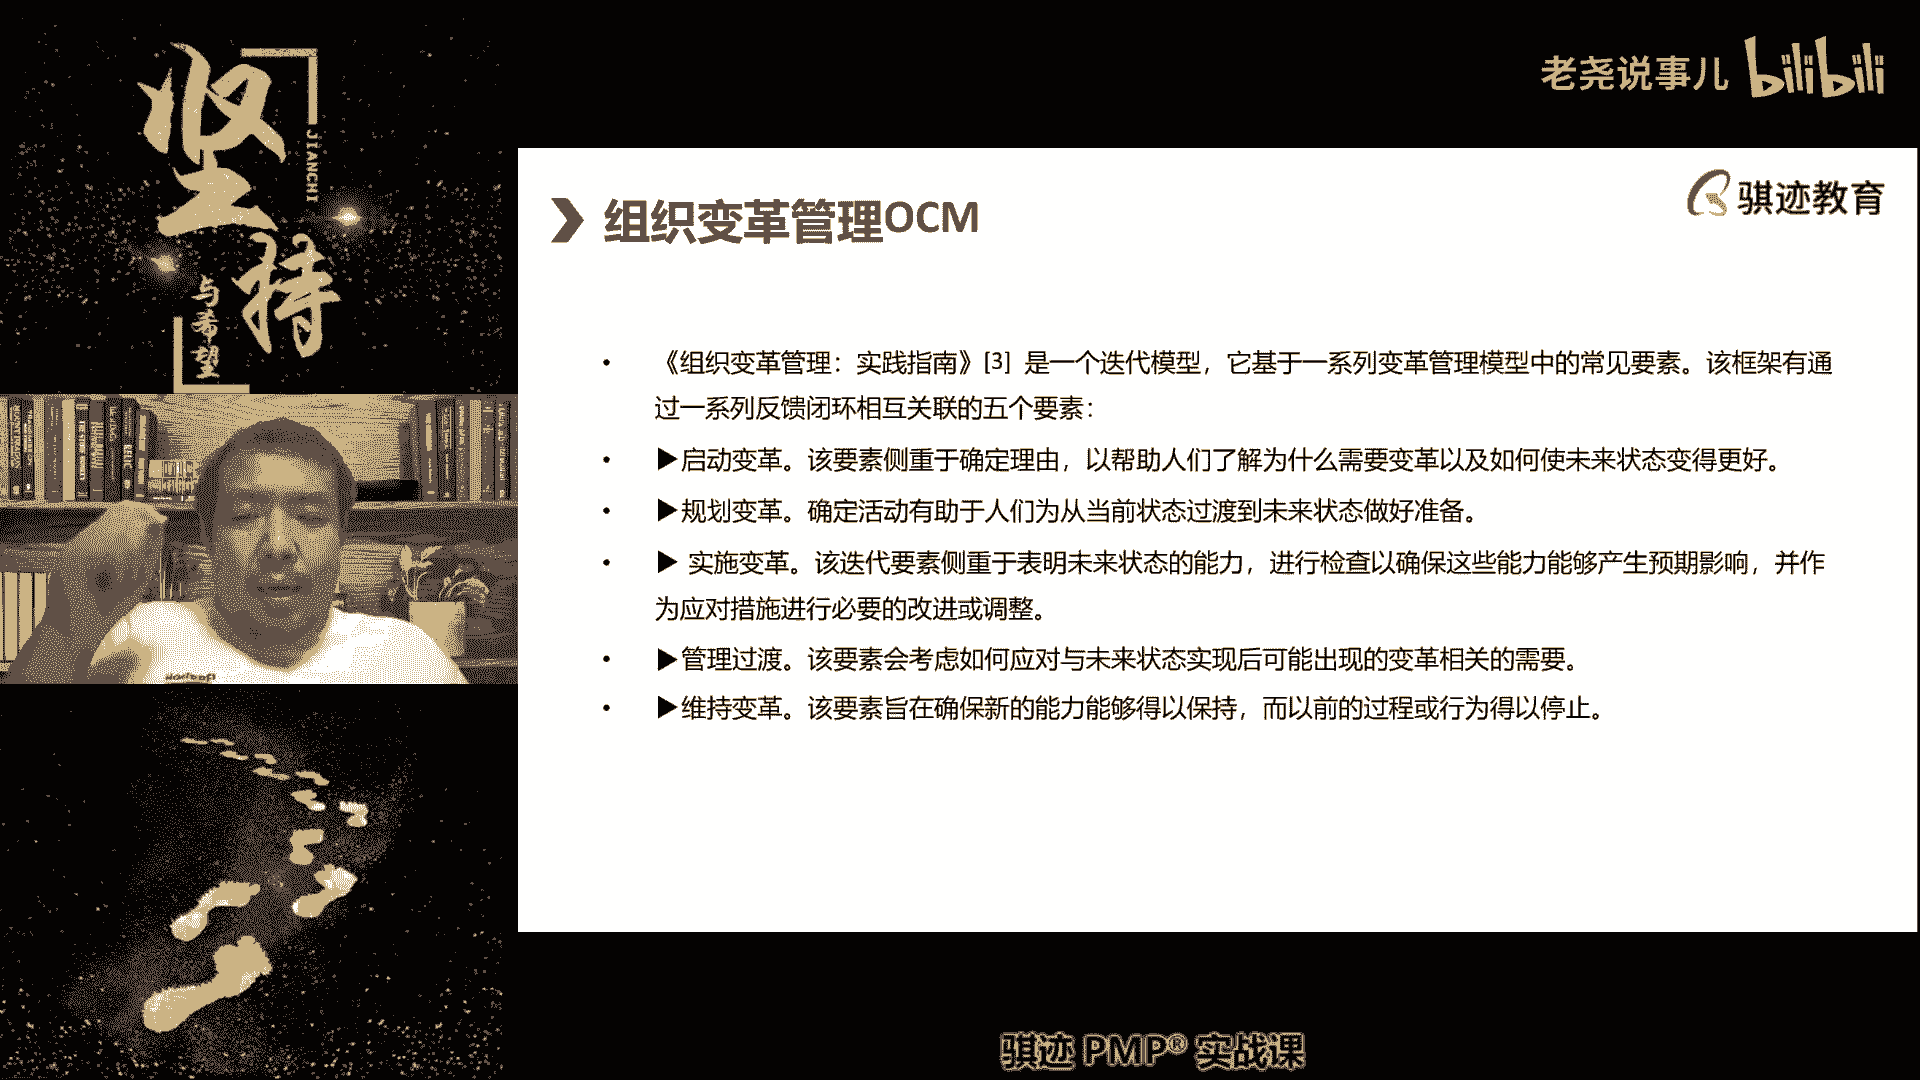 坚持
JIANCHI
与希望
老尧说事儿 bilibili
骐迹教育
组织变革管理OCM
• 《组织变革管理：实践指南》[3] 是一个迭代模型，它基于一系列变革管理模型中的常见要素。该框架有通
过一系列反馈闭环相互关联的五个要素：
• ▶启动变革。该要素侧重于确定理由，以帮助人们了解为什么需要变革以及如何使未来状态变得更好。
• ▶规划变革。确定活动有助于人们为从当前状态过渡到未来状态做好准备。
• ▶ 实施变革。该迭代要素侧重于表明未来状态的能力，进行检查以确保这些能力能够产生预期影响，并作
为应对措施进行必要的改进或调整。
• ▶管理过渡。该要素会考虑如何应对与未来状态实现后可能出现的变革相关的需要。
• ▶维持变革。该要素旨在确保新的能力能够得以保持，而以前的过程或行为得以停止。
骐迹 PMP® 实战课